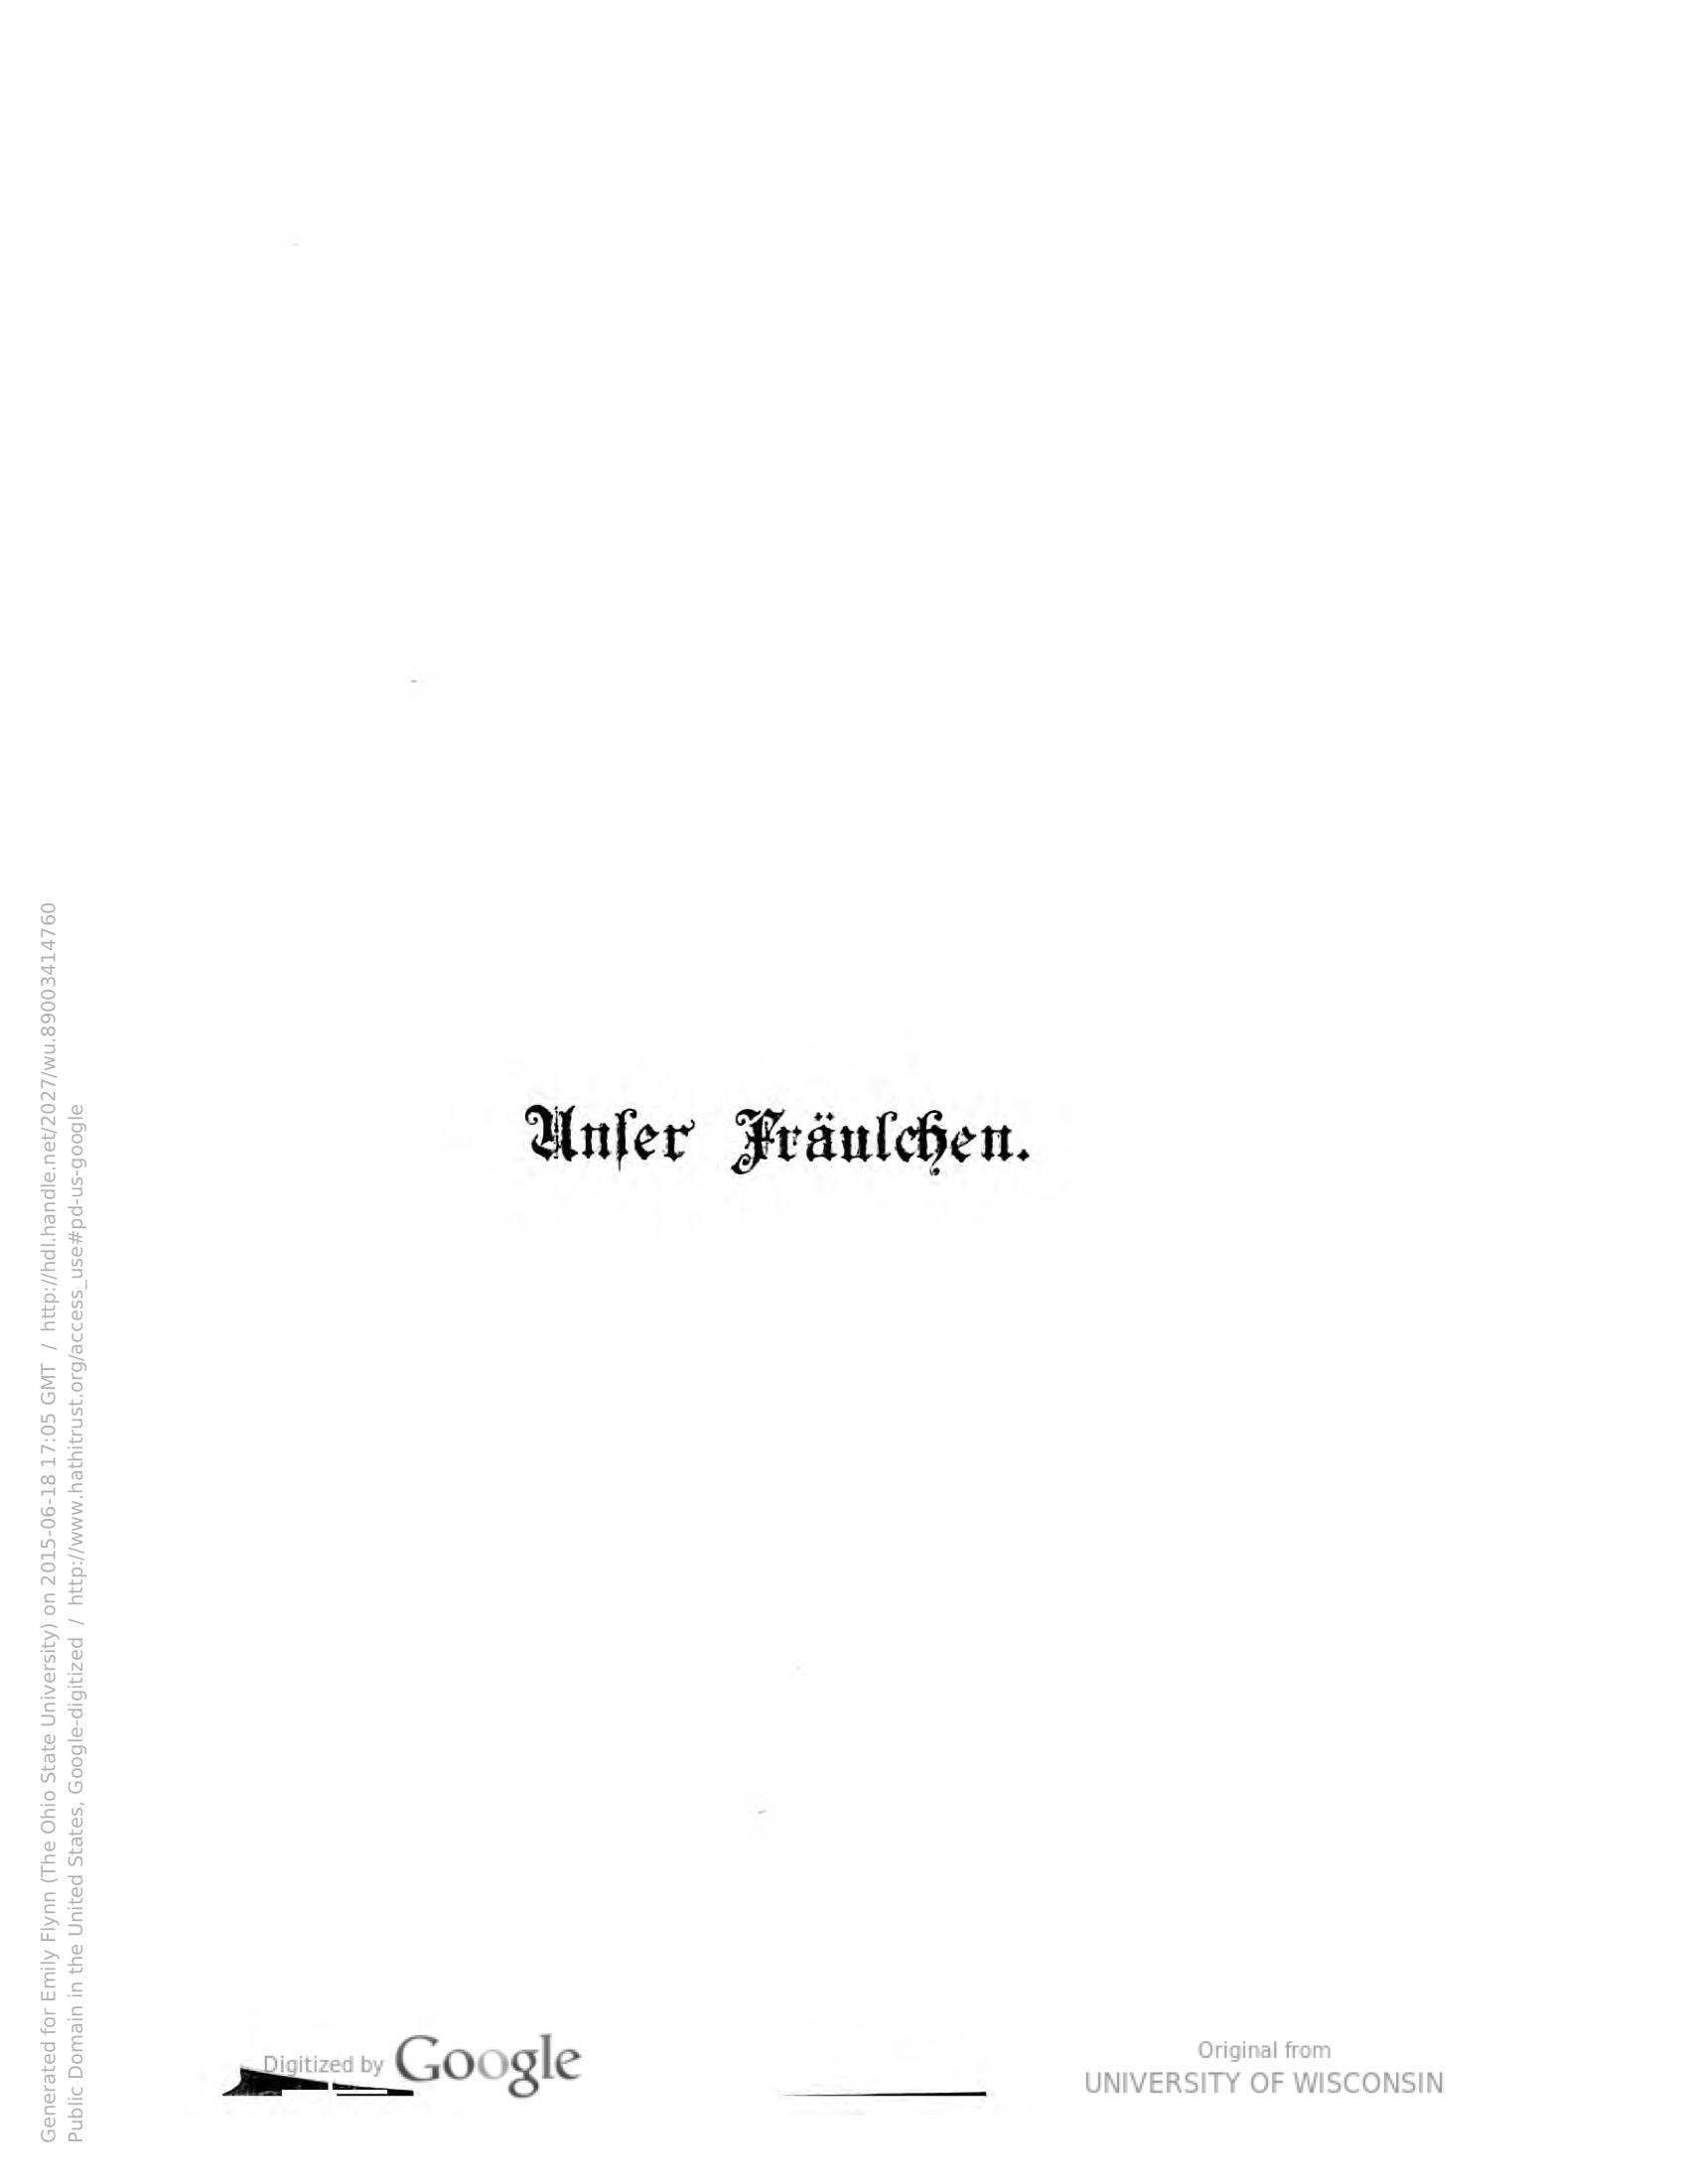 Unſer Fräulchen.
Generated for Emily Flynn (The Ohio State University) on 2015-06-18 17:05 GMT / http://hdl.handle.net/2027/wu.89003414760
Public Domain in the United States, Google-digitized / http://www.hathitrust.org/access_use#pd-us-google
Digitized by Google
Original from
UNIVERSITY OF WISCONSIN